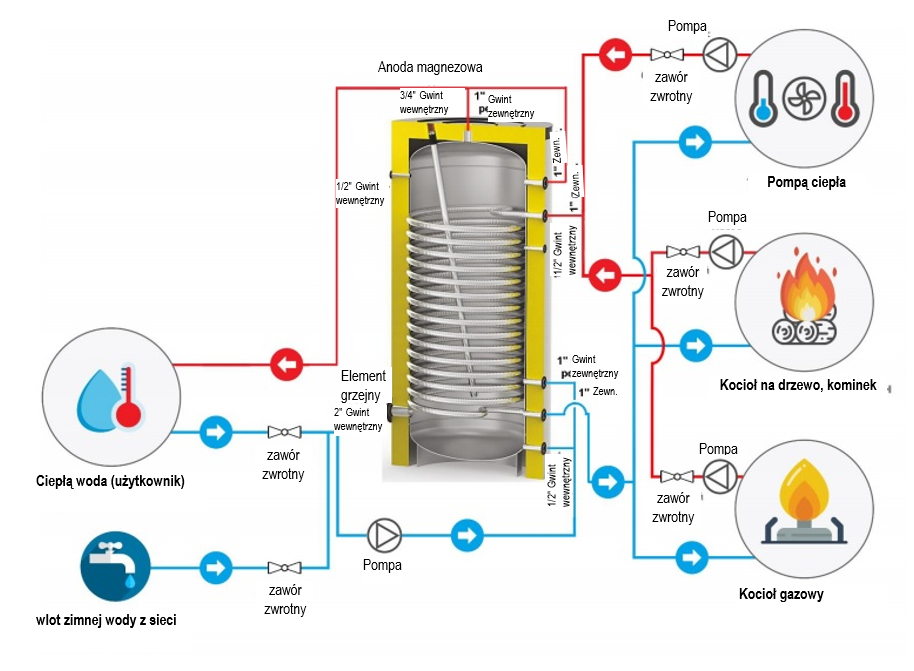 Pompa
zawór
zwrotny
Pompą ciepła
Anoda magnezowa
3/4" Gwint
wewnętrzny
1" Gwint
zewnętrzny
1" Zewn.
1" Zewn.
1/2" Gwint
wewnętrzny
11/2" Gwint
wewnętrzny
Pompa
zawór
zwrotny
Kocioł na drzewo, kominek
1" Gwint
zewnętrzny
1" Zewn.
Element
grzejny
2" Gwint
wewnętrzny
1/2" Gwint
wewnętrzny
Ciepłą woda (użytkownik)
zawór
zwrotny
Pompa
zawór
zwrotny
Pompa
Kocioł gazowy
zawór
zwrotny
wlot zimnej wody z sieci